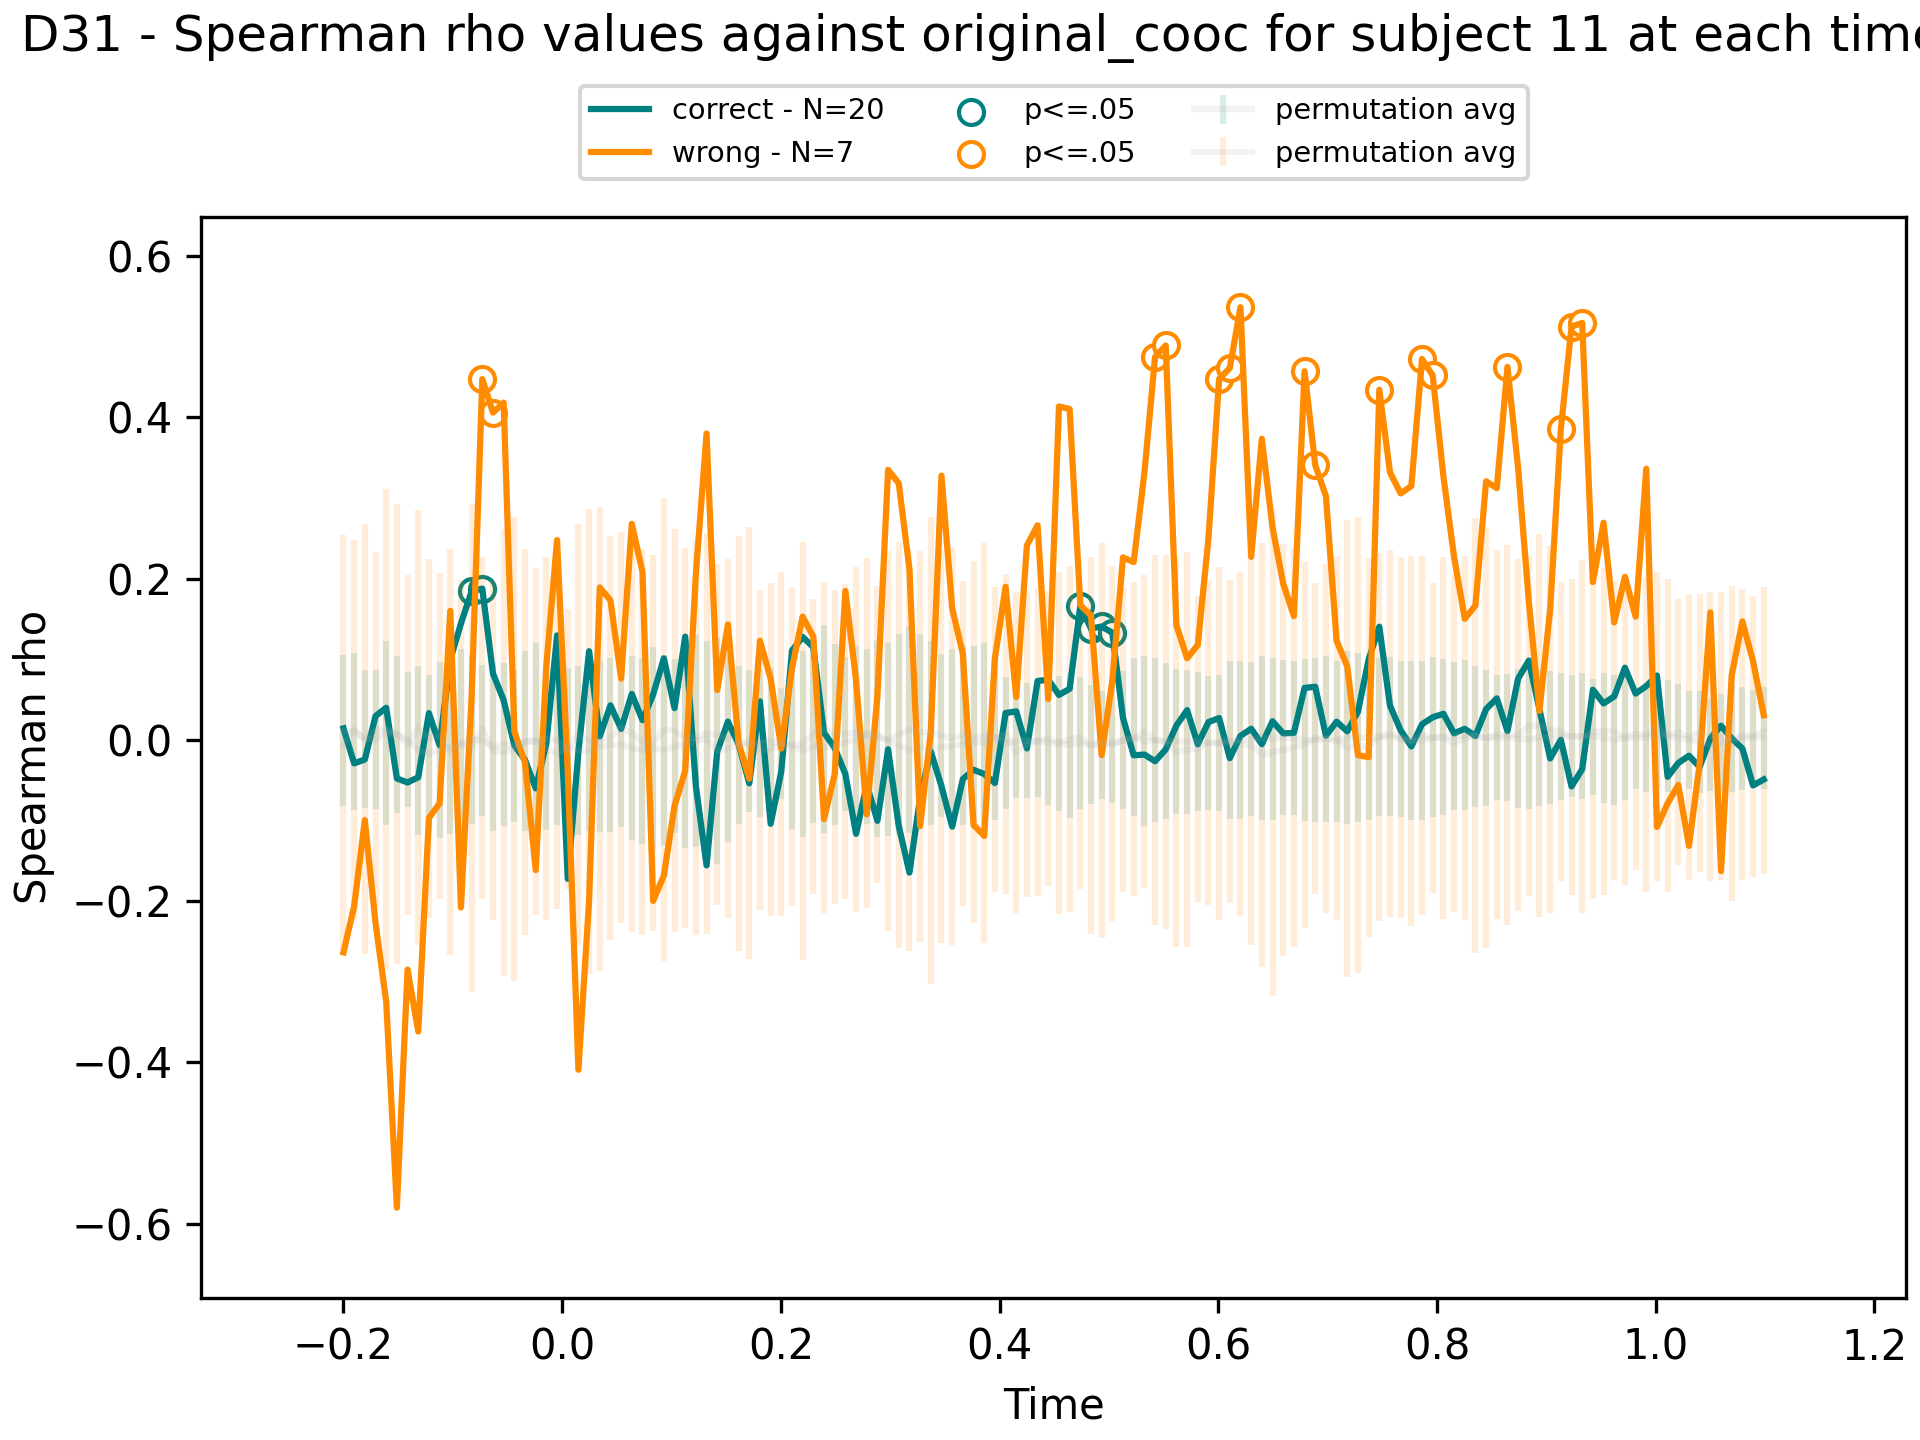 D31 - Spearman rho values against original_cooc for subject 11 at each time
correct - N=20 p<=.05 permutation avg
wrong - N=7 p<=.05 permutation avg
Spearman rho
0.6
0.4
0.2
0.0
−0.2
−0.4
−0.6
−0.2 0.0 0.2 0.4 0.6 0.8 1.0 1.2
Time